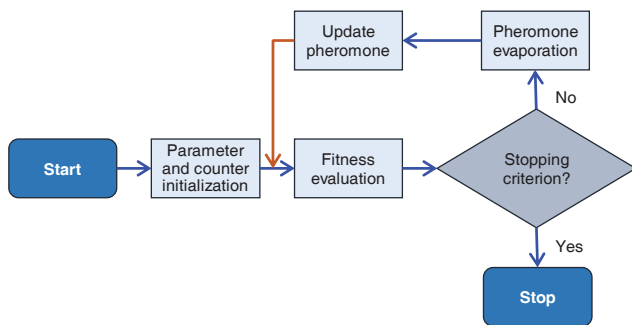 Update
pheromone
Pheromone
evaporation
No
Start
Parameter
and counter
initialization
Fitness
evaluation
Stopping
criterion?
Yes
Stop